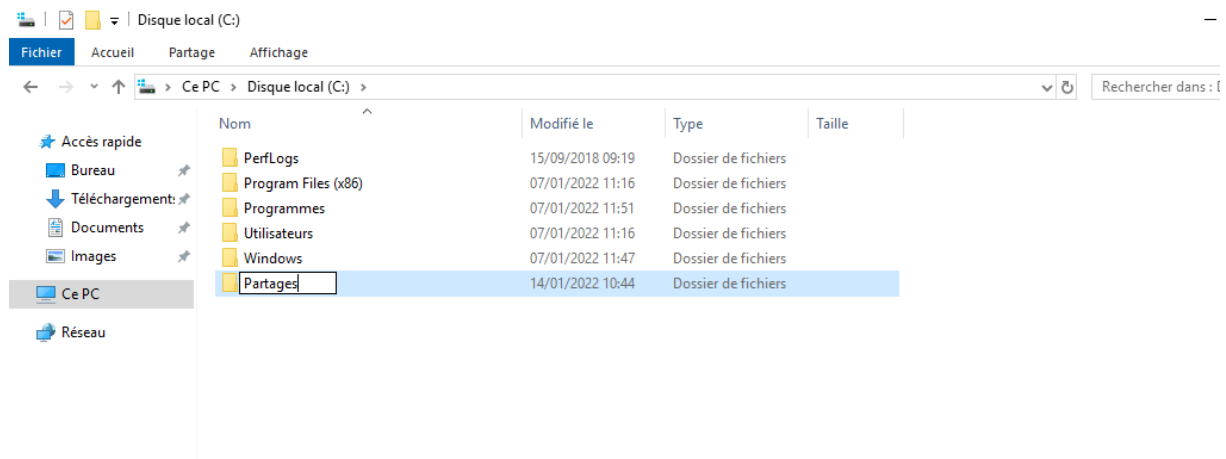 Disque local (C:)
Fichier Accueil Partage Affichage
Ce PC > Disque local (C:) >
Rechercher dans :
Nom Modifié le Type Taille
Accès rapide
Bureau
Téléchargement
Documents
Images
Ce PC
Réseau
PerfLogs 15/09/2018 09:19 Dossier de fichiers
Program Files (x86) 07/01/2022 11:16 Dossier de fichiers
Programmes 07/01/2022 11:51 Dossier de fichiers
Utilisateurs 07/01/2022 11:16 Dossier de fichiers
Windows 07/01/2022 11:47 Dossier de fichiers
Partages 14/01/2022 10:44 Dossier de fichiers